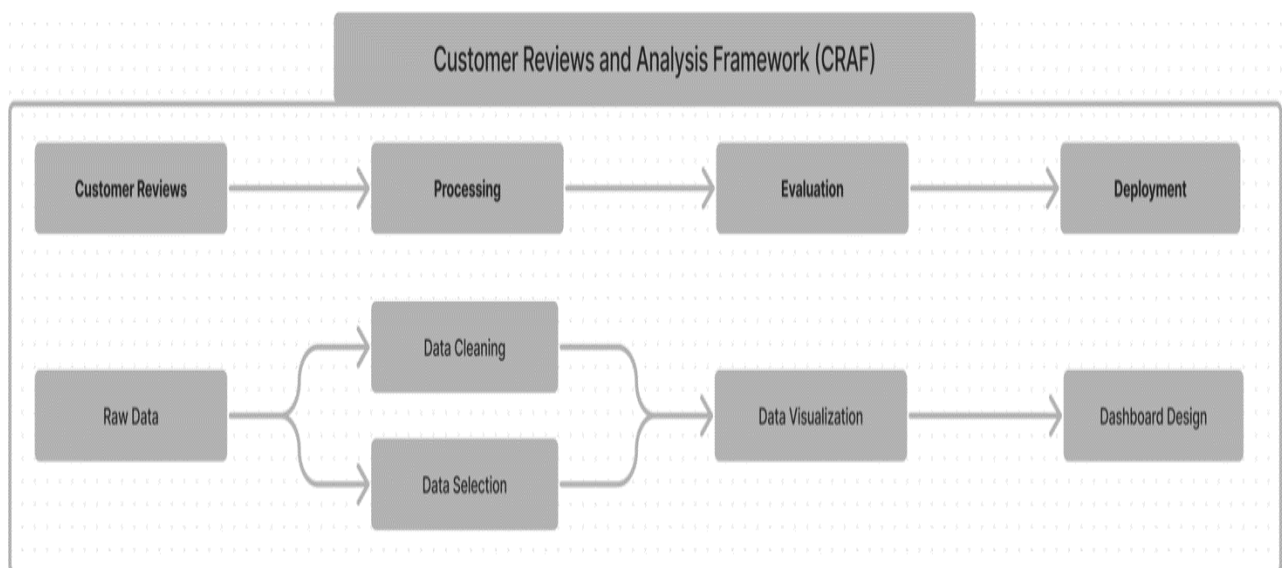 Customer Reviews and Analysis Framework (CRAF)
Customer Reviews
Processing
Evaluation
Deployment
Data Cleaning
Raw Data
Data Visualization
Dashboard Design
Data Selection